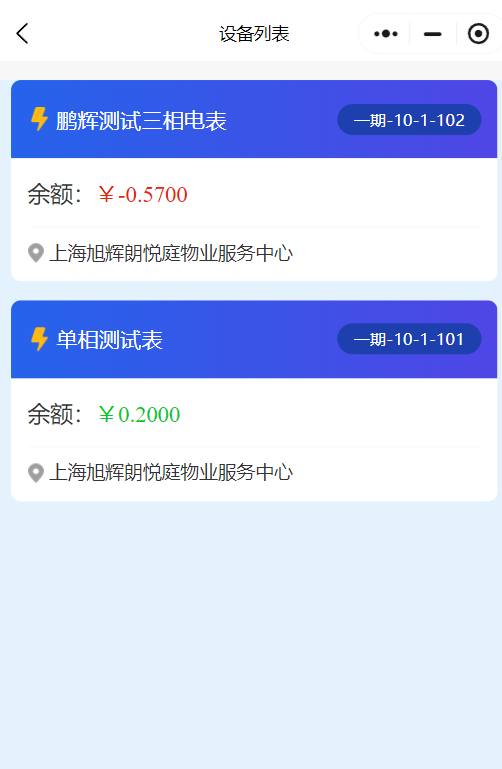 设备列表
鹏辉测试三相电表
一期-10-1-102
余额：￥-0.5700
上海旭辉朗悦庭物业服务中心
单相测试表
一期-10-1-101
余额：￥0.2000
上海旭辉朗悦庭物业服务中心